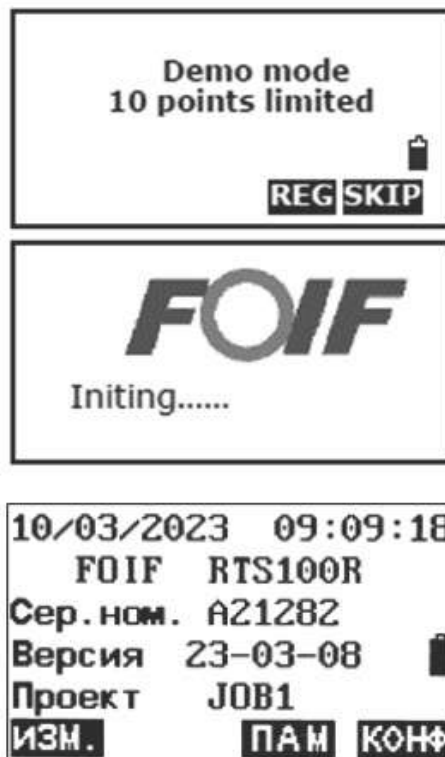 Demo mode
10 points limited
REG SKIP
FOIF
Initing......
10/03/2023 09:09:18
FOIF RTS100R
Сер.ном. A21282
Версия 23-03-08
Проект JOB1
ИЗМ. ПАМ КОНФ